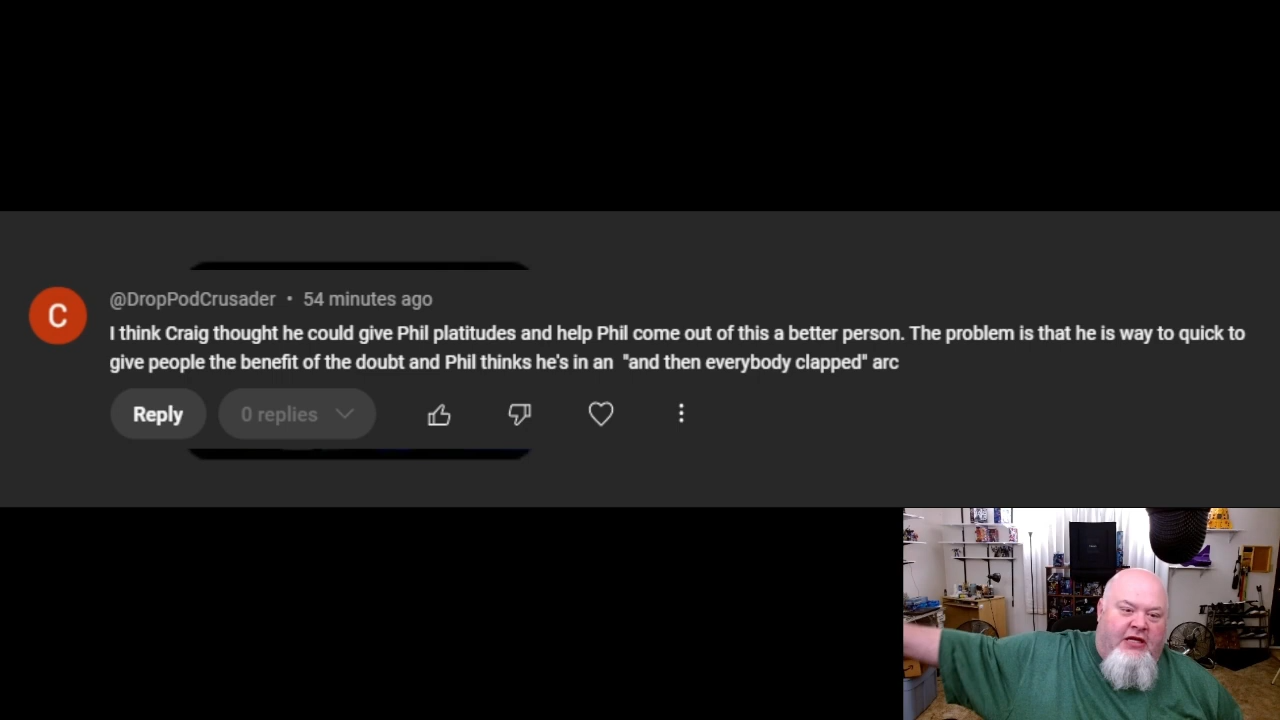 @DropPodCrusader • 54 minutes ago
I think Craig thought he could give Phil platitudes and help Phil come out of this a better person. The problem is that he is way to quick to
give people the benefit of the doubt and Phil thinks he's in an  "and then everybody clapped" arc
Reply
0 replies
C